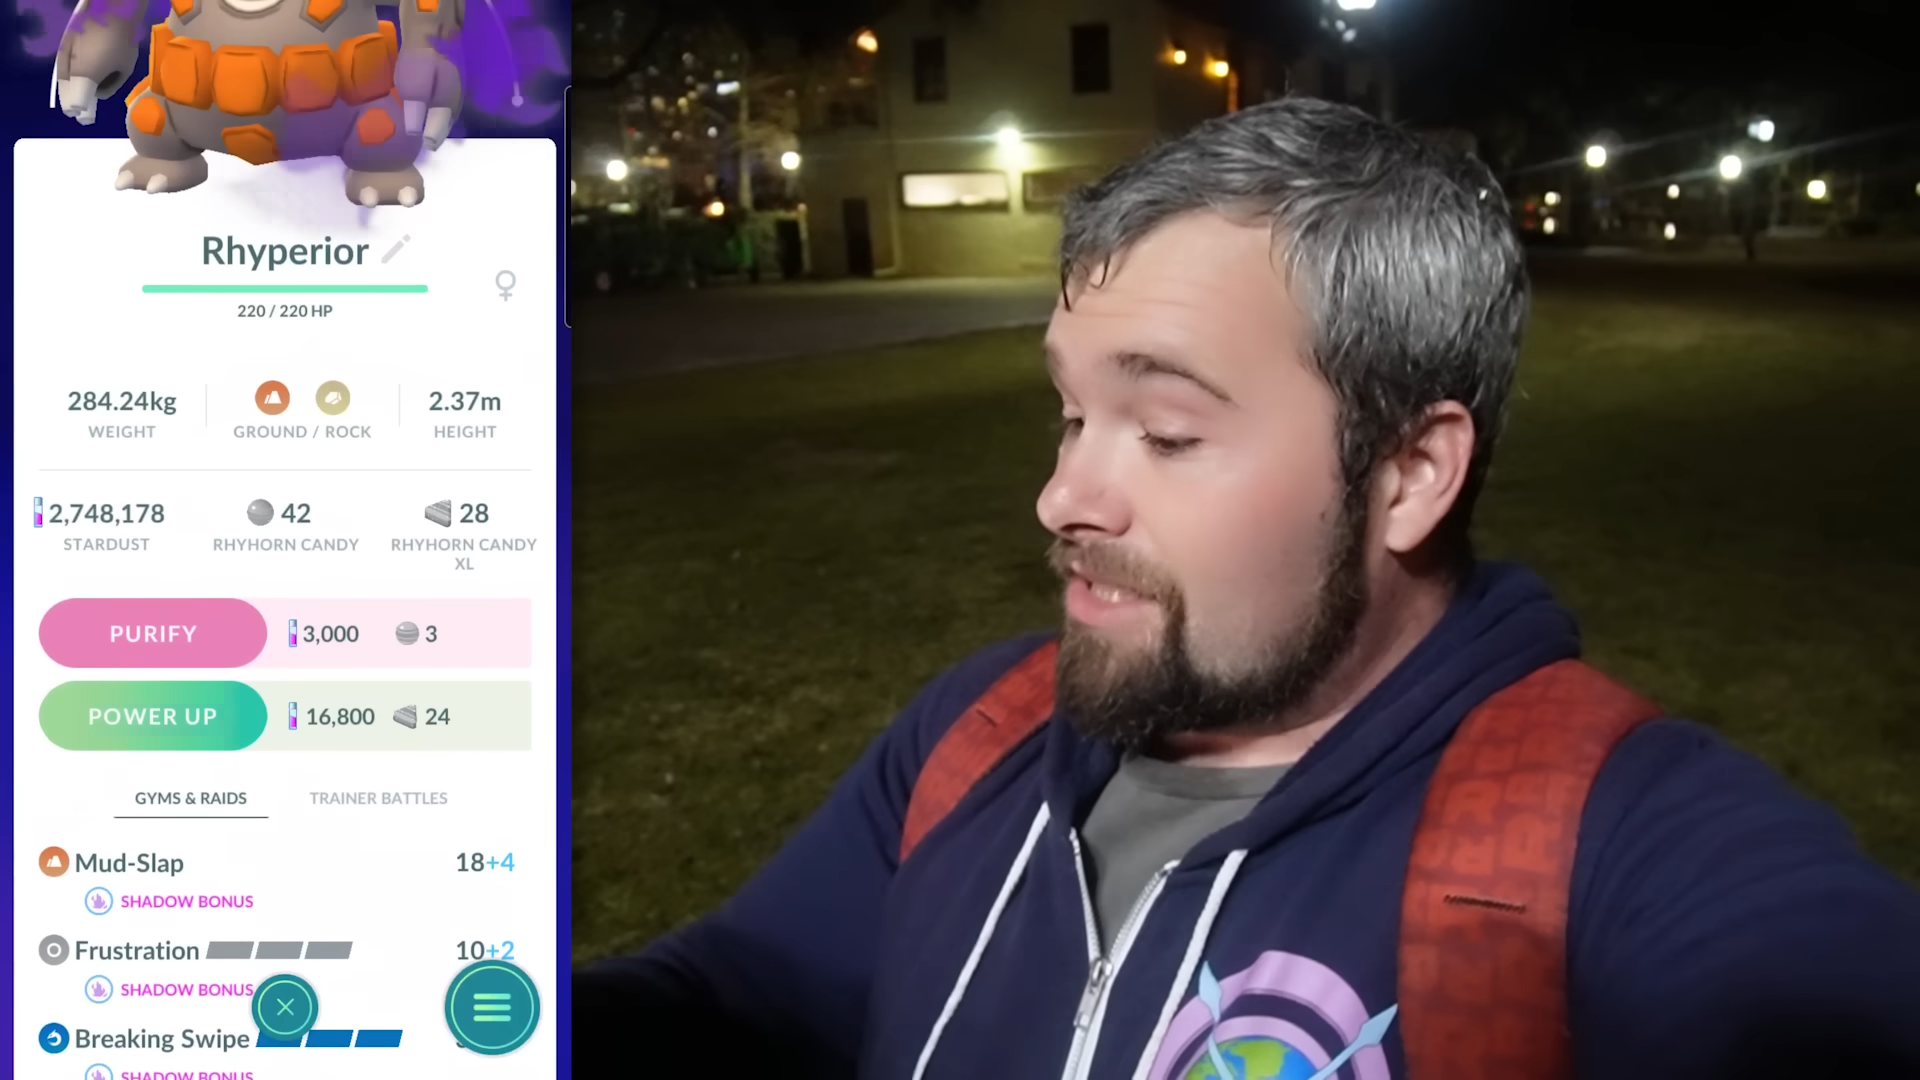 Rhyperior
220 / 220 HP
284.24kg
WEIGHT
GROUND / ROCK
2.37m
HEIGHT
2,748,178
STARDUST
42
RHYHORN CANDY
28
RHYHORN CANDY
XL
PURIFY 3,000 3
POWER UP 16,800 24
GYMS & RAIDS TRAINER BATTLES
Mud-Slap 18+4
SHADOW BONUS
Frustration 10+2
SHADOW BONUS
Breaking Swipe
SHADOW BONUS